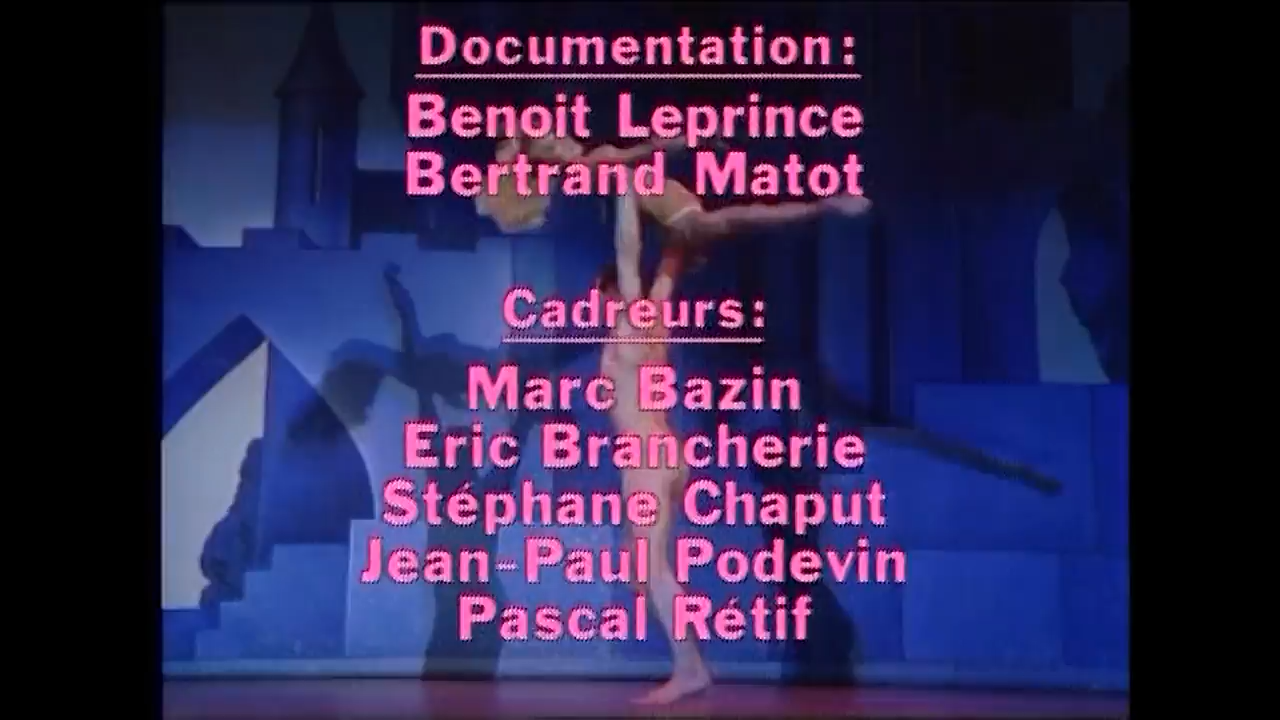 Documentation:
Benoit Leprince
Bertrand Matot
Cadreurs:
Marc Bazin
Eric Brancherie
Stéphane Chaput
Jean-Paul Podevin
Pascal Rétif